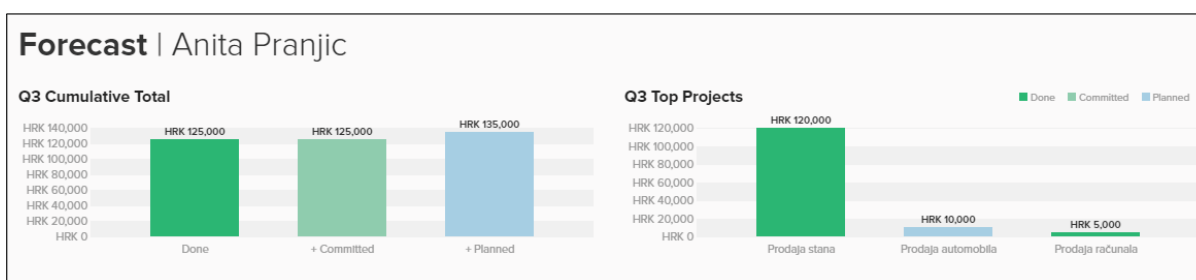 Forecast | Anita Pranjic
Q3 Cumulative Total
HRK 140,000
HRK 120,000
HRK 100,000
HRK 80,000
HRK 60,000
HRK 40,000
HRK 20,000
HRK 0
HRK 125,000
HRK 125,000
HRK 135,000
Done
+ Committed
+ Planned
Q3 Top Projects
Done Committed Planned
HRK 120,000
HRK 100,000
HRK 80,000
HRK 60,000
HRK 40,000
HRK 20,000
HRK 0
HRK 120,000
HRK 10,000
HRK 5,000
Prodaja stana
Prodaja automobila
Prodaja računala